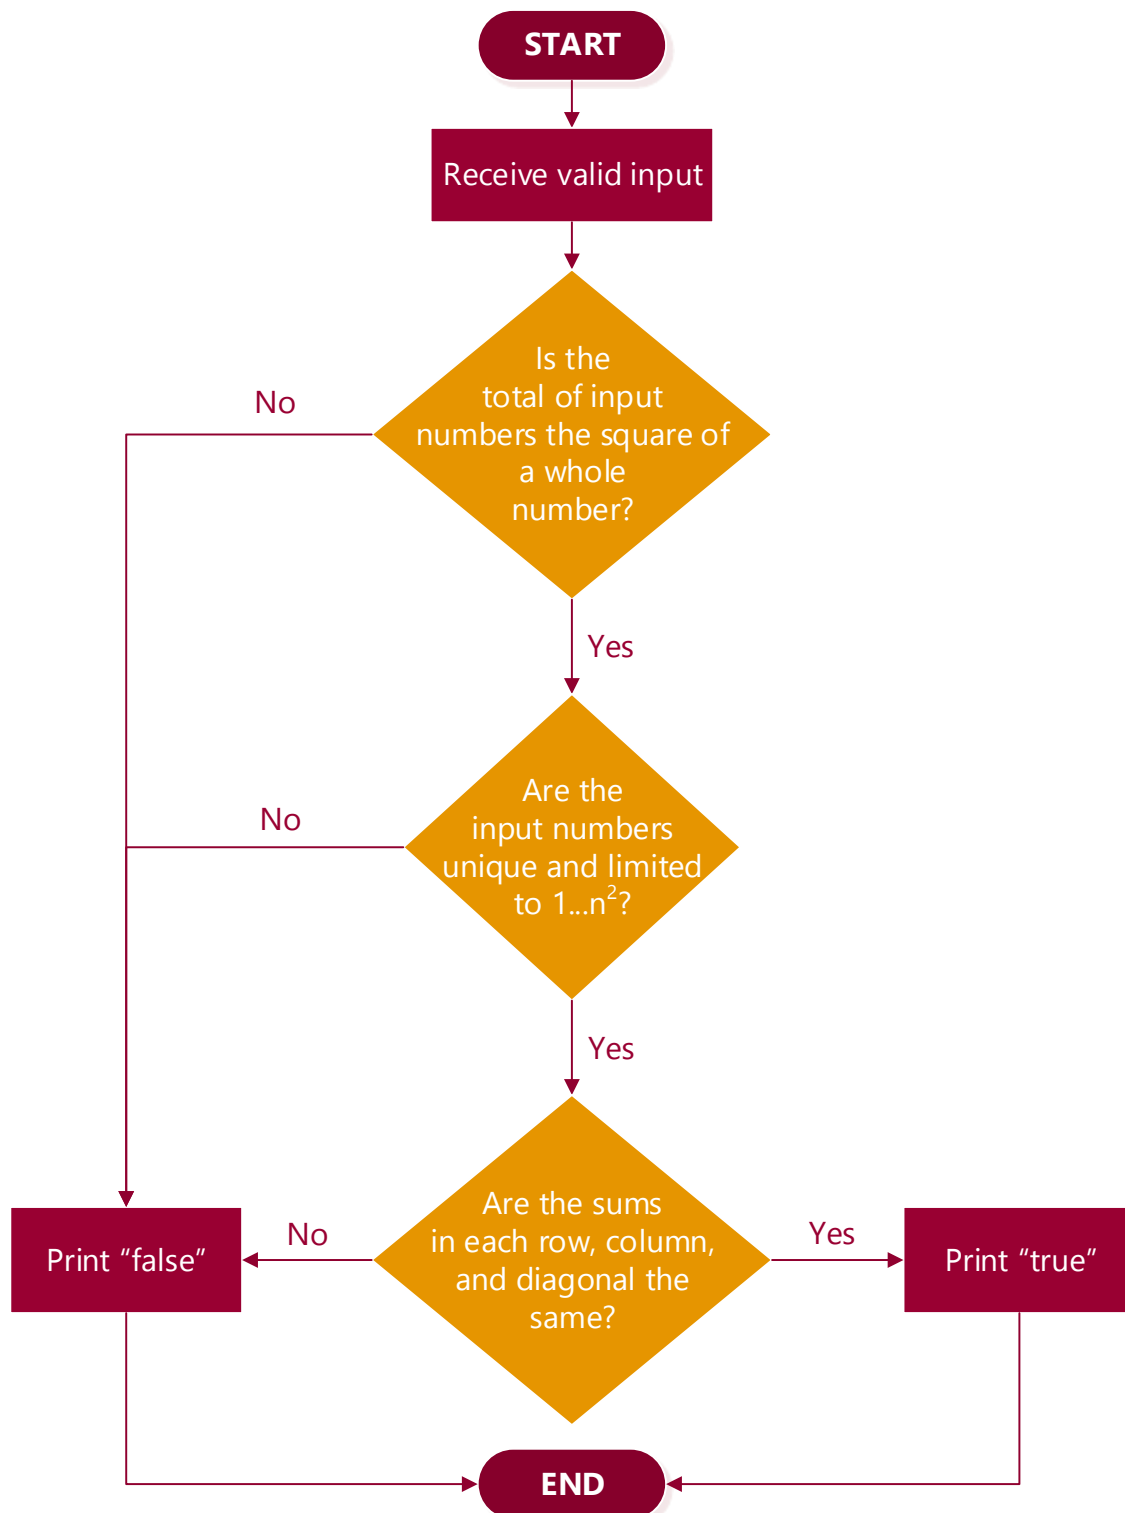 START
Receive valid input
Is the
total of input
numbers the square of
a whole
number?
No
Yes
Are the
input numbers
unique and limited
to 1...n²?
No
Yes
Are the sums
in each row, column,
and diagonal the
same?
No
Yes
Print “false”
Print “true”
END